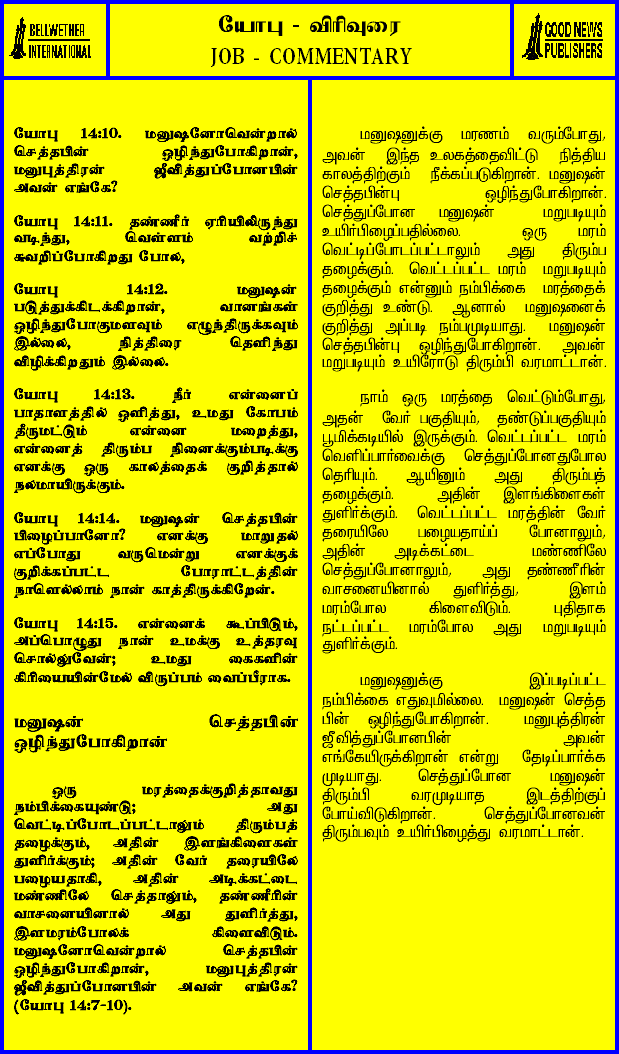 BELLWETHER
INTERNATIONAL
யோபு - விரிவுரை
JOB - COMMENTARY
GOOD NEWS
PUBLISHERS
யோபு 14:10. மனுஷனோவென்றால்
செத்தபின் ஒழிந்துபோகிறான்,
மனுபுத்திரன் ஜீவித்துப்போனபின்
அவன் எங்கே?
யோபு 14:11. தண்ணீர் ஏரியிலிருந்து
வடிந்து, வெள்ளம் வற்றிச்
சுவறிப்போகிறது போல,
யோபு 14:12. மனுஷன்
படுத்துக்கிடக்கிறான், வானங்கள்
ஒழிந்துபோகுமளவும் எழுந்திருக்கவும்
இல்லை, நித்திரை தெளிந்து
விழிக்கிறதும் இல்லை.
யோபு 14:13. நீர் என்னைப்
பாதாளத்தில் ஒளித்து, உமது கோபம்
தீருமட்டும் என்னை மறைத்து,
என்னைத் திரும்ப நினைக்கும்படிக்கு
எனக்கு ஒரு காலத்தைக் குறித்தால்
நலமாயிருக்கும்.
யோபு 14:14. மனுஷன் செத்தபின்
பிழைப்பானோ? எனக்கு மாறுதல்
எப்போது வருமென்று எனக்குக்
குறிக்கப்பட்ட போராட்டத்தின்
நாளெல்லாம் நான் காத்திருக்கிறேன்.
யோபு 14:15. என்னைக் கூப்பிடும்,
அப்பொழுது நான் உமக்கு உத்தரவு
சொல்லுவேன்; உமது கைகளின்
கிரியையின்மேல் விருப்பம் வைப்பீராக.
மனுஷன் செத்தபின்
ஒழிந்துபோகிறான்
ஒரு மரத்தைக்குறித்தாவது
நம்பிக்கையுண்டு; அது
வெட்டிப்போடப்பட்டாலும் திரும்பத்
தழைக்கும், அதின் இளங்கிளைகள்
துளிர்க்கும்; அதின் வேர் தரையிலே
பழையதாகி, அதின் அடிக்கட்டை
மண்ணிலே செத்தாலும், தண்ணீரின்
வாசனையினால் அது துளிர்த்து,
இளமரம்போலக் கிளைவிடும்.
மனுஷனோவென்றால் செத்தபின்
ஒழிந்துபோகிறான், மனுபுத்திரன்
ஜீவித்துப்போனபின் அவன் எங்கே?
(யோபு 14:7-10).
மனுஷனுக்கு மரணம் வரும்போது,
அவன் இந்த உலகத்தைவிட்டு நித்திய
காலத்திற்கும் நீக்கப்படுகிறான். மனுஷன்
செத்தபின்பு ஒழிந்துபோகிறான்.
செத்துப்போன மனுஷன் மறுபடியும்
உயிர்பிழைப்பதில்லை. ஒரு மரம்
வெட்டிப்போடப்பட்டாலும் அது திரும்ப
தழைக்கும். வெட்டப்பட்ட மரம் மறுபடியும்
தழைக்கும் என்னும் நம்பிக்கை மரத்தைக்
குறித்து உண்டு. ஆனால் மனுஷனைக்
குறித்து அப்படி நம்பமுடியாது. மனுஷன்
செத்தபின்பு ஒழிந்துபோகிறான். அவன்
மறுபடியும் உயிரோடு திரும்பி வரமாட்டான்.
நாம் ஒரு மரத்தை வெட்டும்போது,
அதன் வேர் பகுதியும், தண்டுப்பகுதியும்
பூமிக்கடியில் இருக்கும். வெட்டப்பட்ட மரம்
வெளிப்பார்வைக்கு செத்துப்போனதுபோல
தெரியும். ஆயினும் அது திரும்பத்
தழைக்கும். அதின் இளங்கிளைகள்
துளிர்க்கும். வெட்டப்பட்ட மரத்தின் வேர்
தரையிலே பழையதாய்ப் போனாலும்,
அதின் அடிக்கட்டை மண்ணிலே
செத்துப்போனாலும், அது தண்ணீரின்
வாசனையினால் துளிர்த்து, இளம்
மரம்போல கிளைவிடும். புதிதாக
நட்டப்பட்ட மரம்போல அது மறுபடியும்
துளிர்க்கும்.
மனுஷனுக்கு இப்படிப்பட்ட
நம்பிக்கை எதுவுமில்லை. மனுஷன் செத்த
பின் ஒழிந்துபோகிறான். மனுபுத்திரன்
ஜீவித்துப்போனபின் அவன்
எங்கேயிருக்கிறான் என்று தேடிப்பார்க்க
முடியாது. செத்துப்போன மனுஷன்
திரும்பி வரமுடியாத இடத்திற்குப்
போய்விடுகிறான். செத்துப்போனவன்
திரும்பவும் உயிர்பிழைத்து வரமாட்டான்.